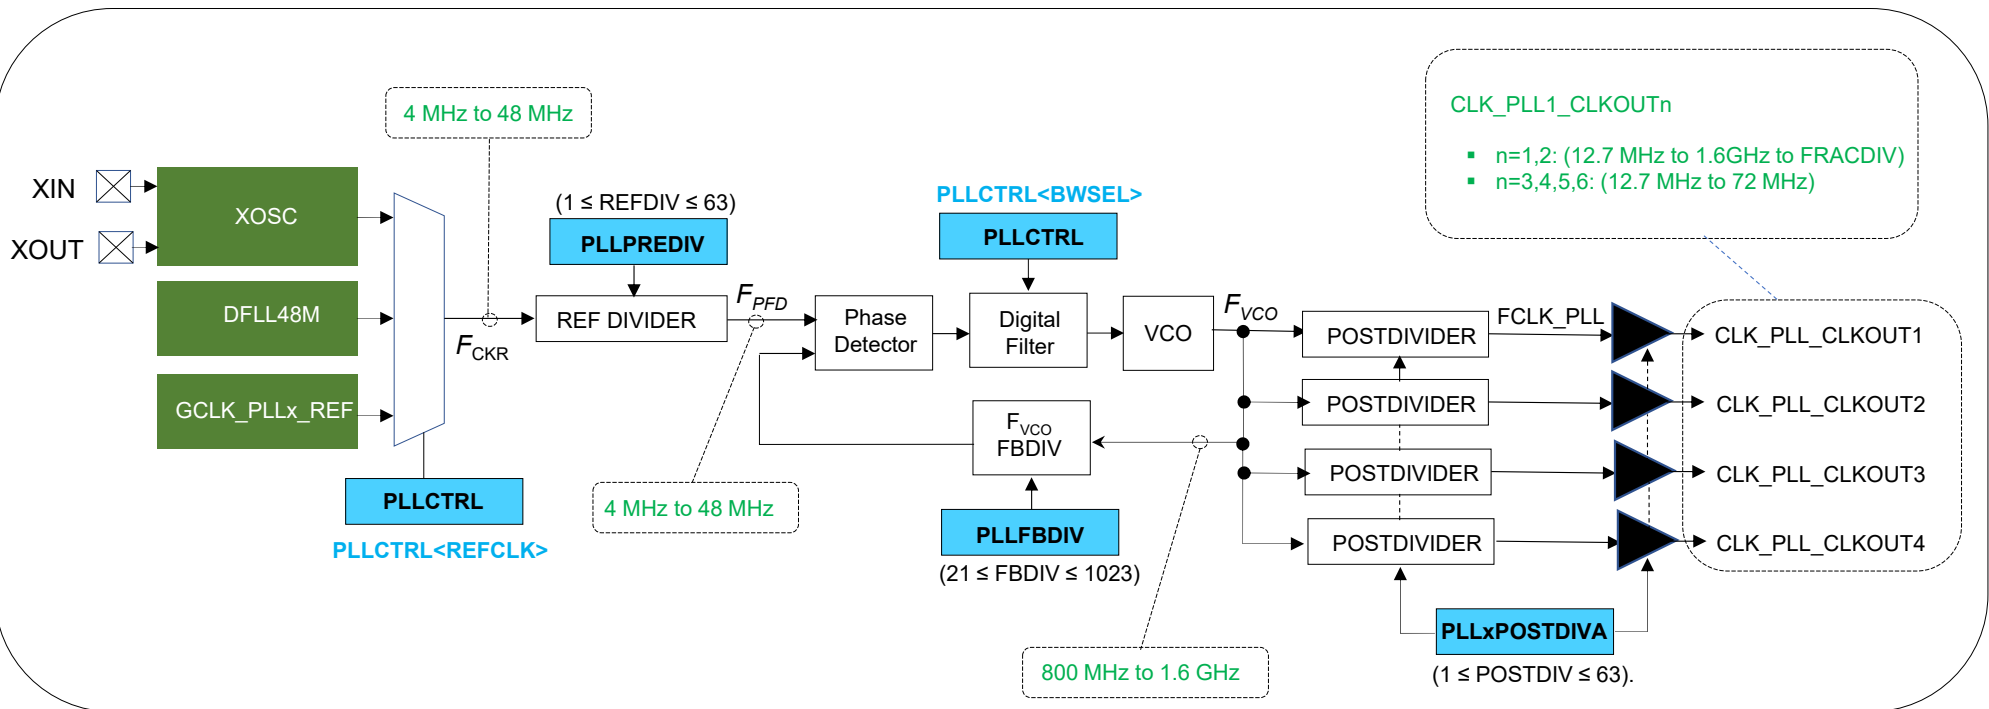 CLK_PLL1_CLKOUTn
▪ n=1,2: (12.7 MHz to 1.6GHz to FRACDIV)
▪ n=3,4,5,6: (12.7 MHz to 72 MHz)
4 MHz to 48 MHz
XIN
XOUT
XOSC
DFLL48M
GCLK_PLLx_REF
PLLCTRL
PLLCTRL<REFCLK>
FCKR
(1 ≤ REFDIV ≤ 63)
PLLPREDIV
REF DIVIDER
FPFD
4 MHz to 48 MHz
Phase
Detector
PLLCTRL<BWSEL>
PLLCTRL
Digital
Filter
VCO
FVCO
FVCO
FBDIV
PLLFBDIV
(21 ≤ FBDIV ≤ 1023)
800 MHz to 1.6 GHz
POSTDIVIDER
FCLK_PLL
CLK_PLL_CLKOUT1
POSTDIVIDER
CLK_PLL_CLKOUT2
POSTDIVIDER
CLK_PLL_CLKOUT3
POSTDIVIDER
CLK_PLL_CLKOUT4
PLLxPOSTDIVA
(1 ≤ POSTDIV ≤ 63).